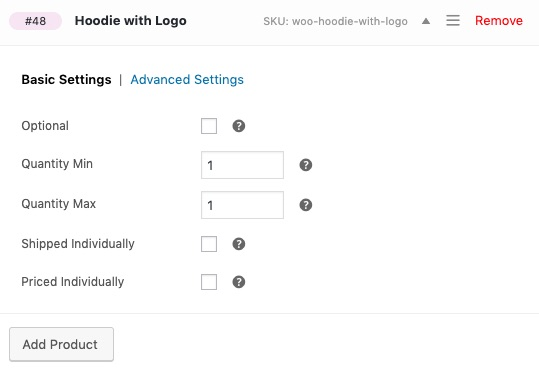 #48 Hoodie with Logo SKU: woo-hoodie-with-logo Remove
Basic Settings | Advanced Settings
Optional ?
Quantity Min 1 ?
Quantity Max 1 ?
Shipped Individually ?
Priced Individually ?
Add Product